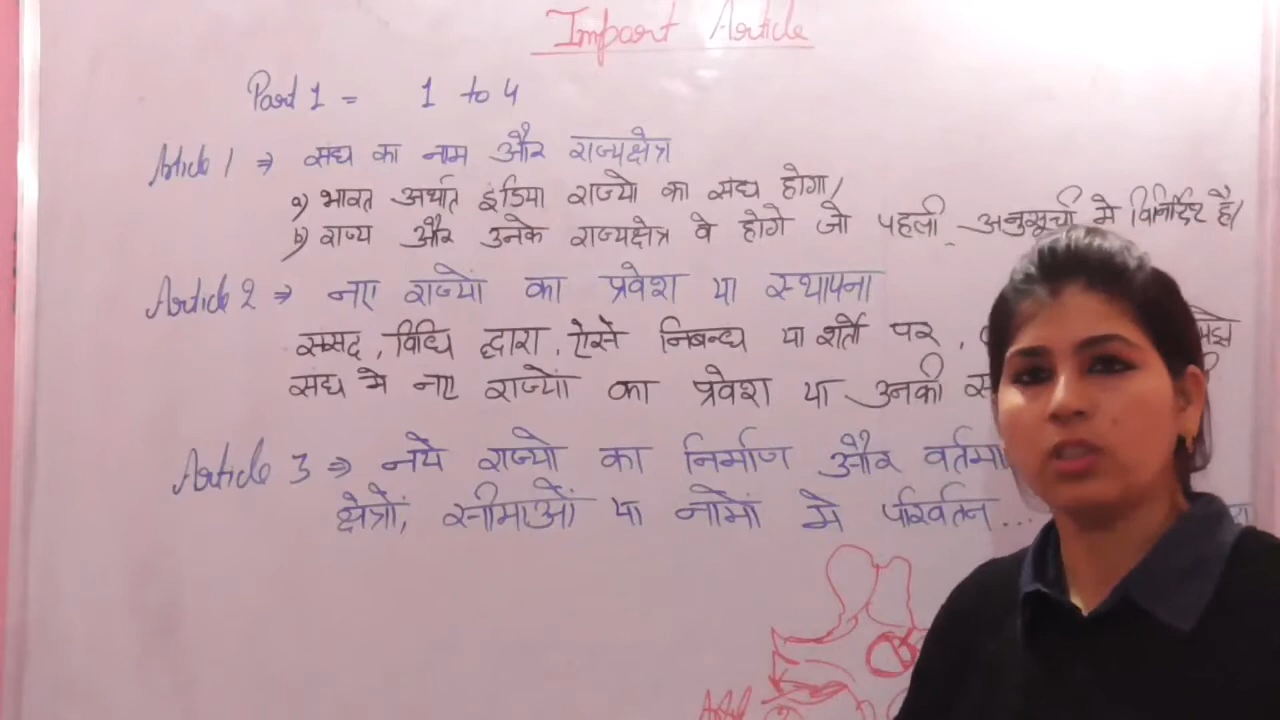 Impart Article
Part 1 = 1 to 4
Article 1 ⇒ संघ का नाम और राज्यक्षेत्र
a) भारत अर्थात इंडिया राज्यो का संघ होगा/
b) राज्य और उनके राज्यक्षेत्र वे होगे जो पहली अनुसूची मे विनिर्दिष्ट है/
Article 2 ⇒ नए राज्यों का प्रवेश या स्थापना
संसद, विधि द्वारा, ऐसे निबन्ध या शर्तो पर,
संघ मे नए राज्यों का प्रवेश या उनकी
Article 3 ⇒ नये राज्यो का निर्माण और
क्षेत्रों, सीमाओं या नामों मे परिवर्तन...